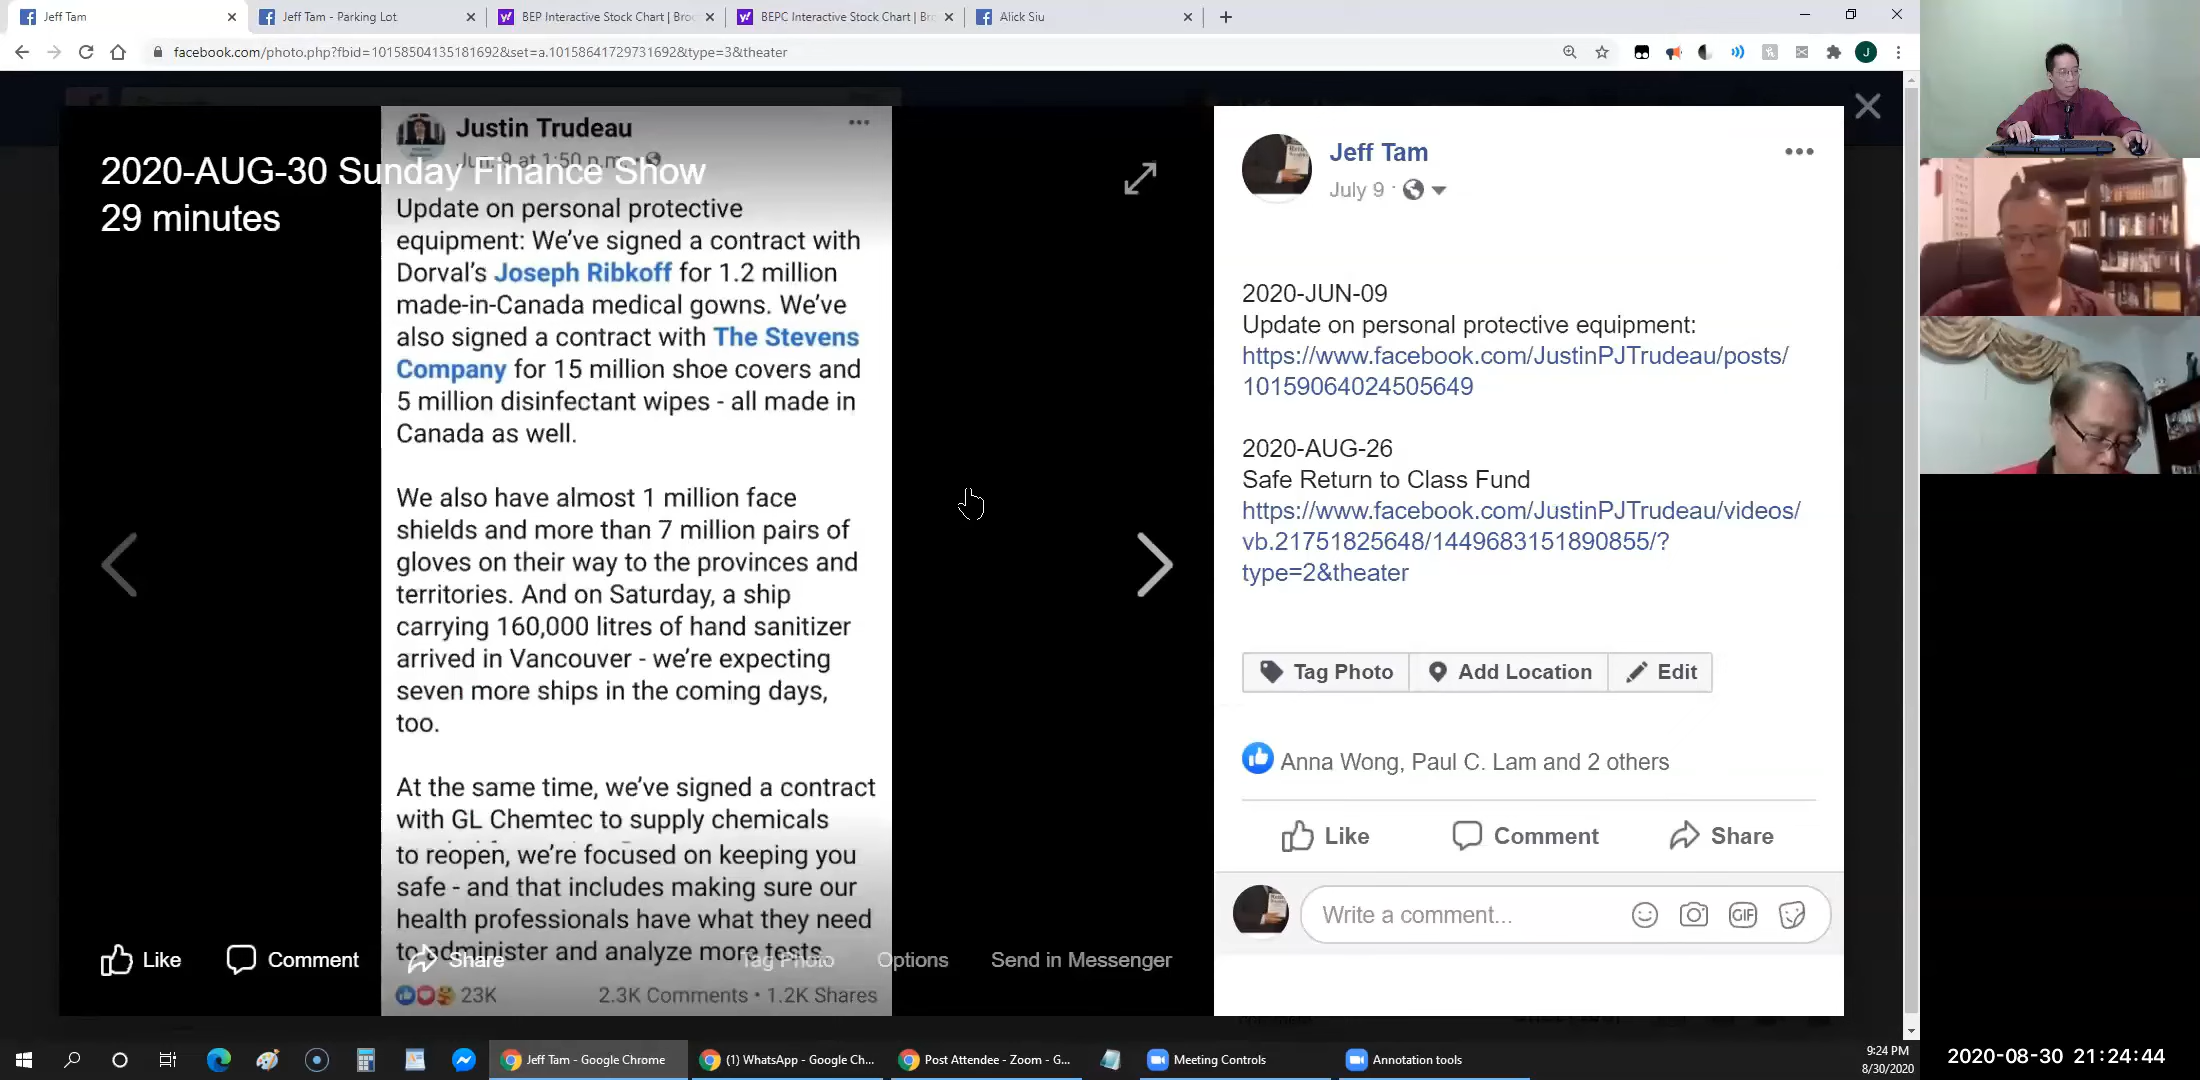 Jeff Tam
Jeff Tam - Parking Lot
BEP Interactive Stock Chart | Broo
BEPC Interactive Stock Chart | Br
Alick Siu
facebook.com/photo.php?fbid=10158504135181692&set=a.10158641729731692&type=3&theater
J
Justin Trudeau
Jun. 9 at 1:50 p.m.
2020-AUG-30 Sunday Finance Show
29 minutes
Update on personal protective
equipment: We've signed a contract with
Dorval's Joseph Ribkoff for 1.2 million
made-in-Canada medical gowns. We've
also signed a contract with The Stevens
Company for 15 million shoe covers and
5 million disinfectant wipes - all made in
Canada as well.
We also have almost 1 million face
shields and more than 7 million pairs of
gloves on their way to the provinces and
territories. And on Saturday, a ship
carrying 160,000 litres of hand sanitizer
arrived in Vancouver - we're expecting
seven more ships in the coming days,
too.
At the same time, we've signed a contract
with GL Chemtec to supply chemicals
to reopen, we're focused on keeping you
safe - and that includes making sure our
health professionals have what they need
to administer and analyze more tests.
Like
Comment
Share
Tag Photo
Options
Send in Messenger
23K
2.3K Comments • 1.2K Shares
Jeff Tam
July 9 ·
2020-JUN-09
Update on personal protective equipment:
https://www.facebook.com/JustinPJTrudeau/posts/
10159064024505649
2020-AUG-26
Safe Return to Class Fund
https://www.facebook.com/JustinPJTrudeau/videos/
vb.21751825648/1449683151890855/?
type=2&theater
Tag Photo
Add Location
Edit
Anna Wong, Paul C. Lam and 2 others
Like
Comment
Share
Write a comment...
GIF
Jeff Tam - Google Chrome
(1) WhatsApp - Google Ch...
Post Attendee - Zoom - G...
Meeting Controls
Annotation tools
9:24 PM
8/30/2020
2020-08-30 21:24:44